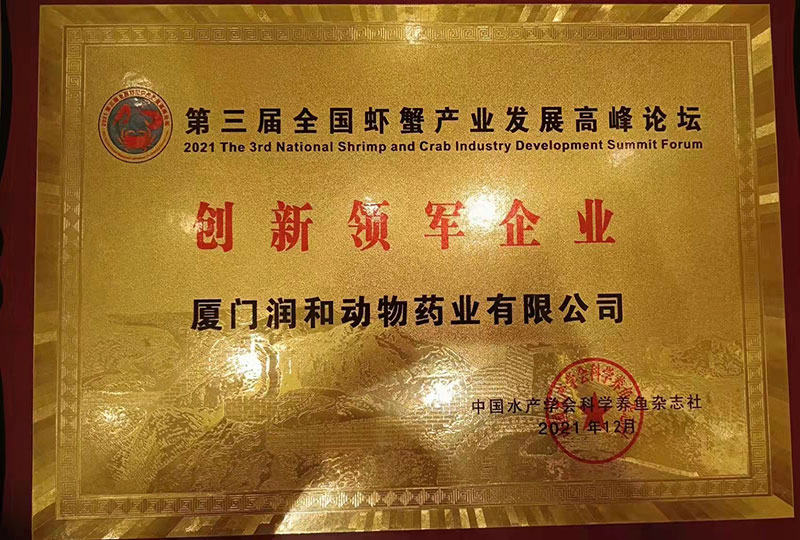 第三届全国虾蟹产业发展高峰论坛
2021 The 3rd National Shrimp and Crab Industry Development Summit Forum
创新领军企业
厦门润和动物药业有限公司
中国水产学会科学养鱼杂志社
2021年12月